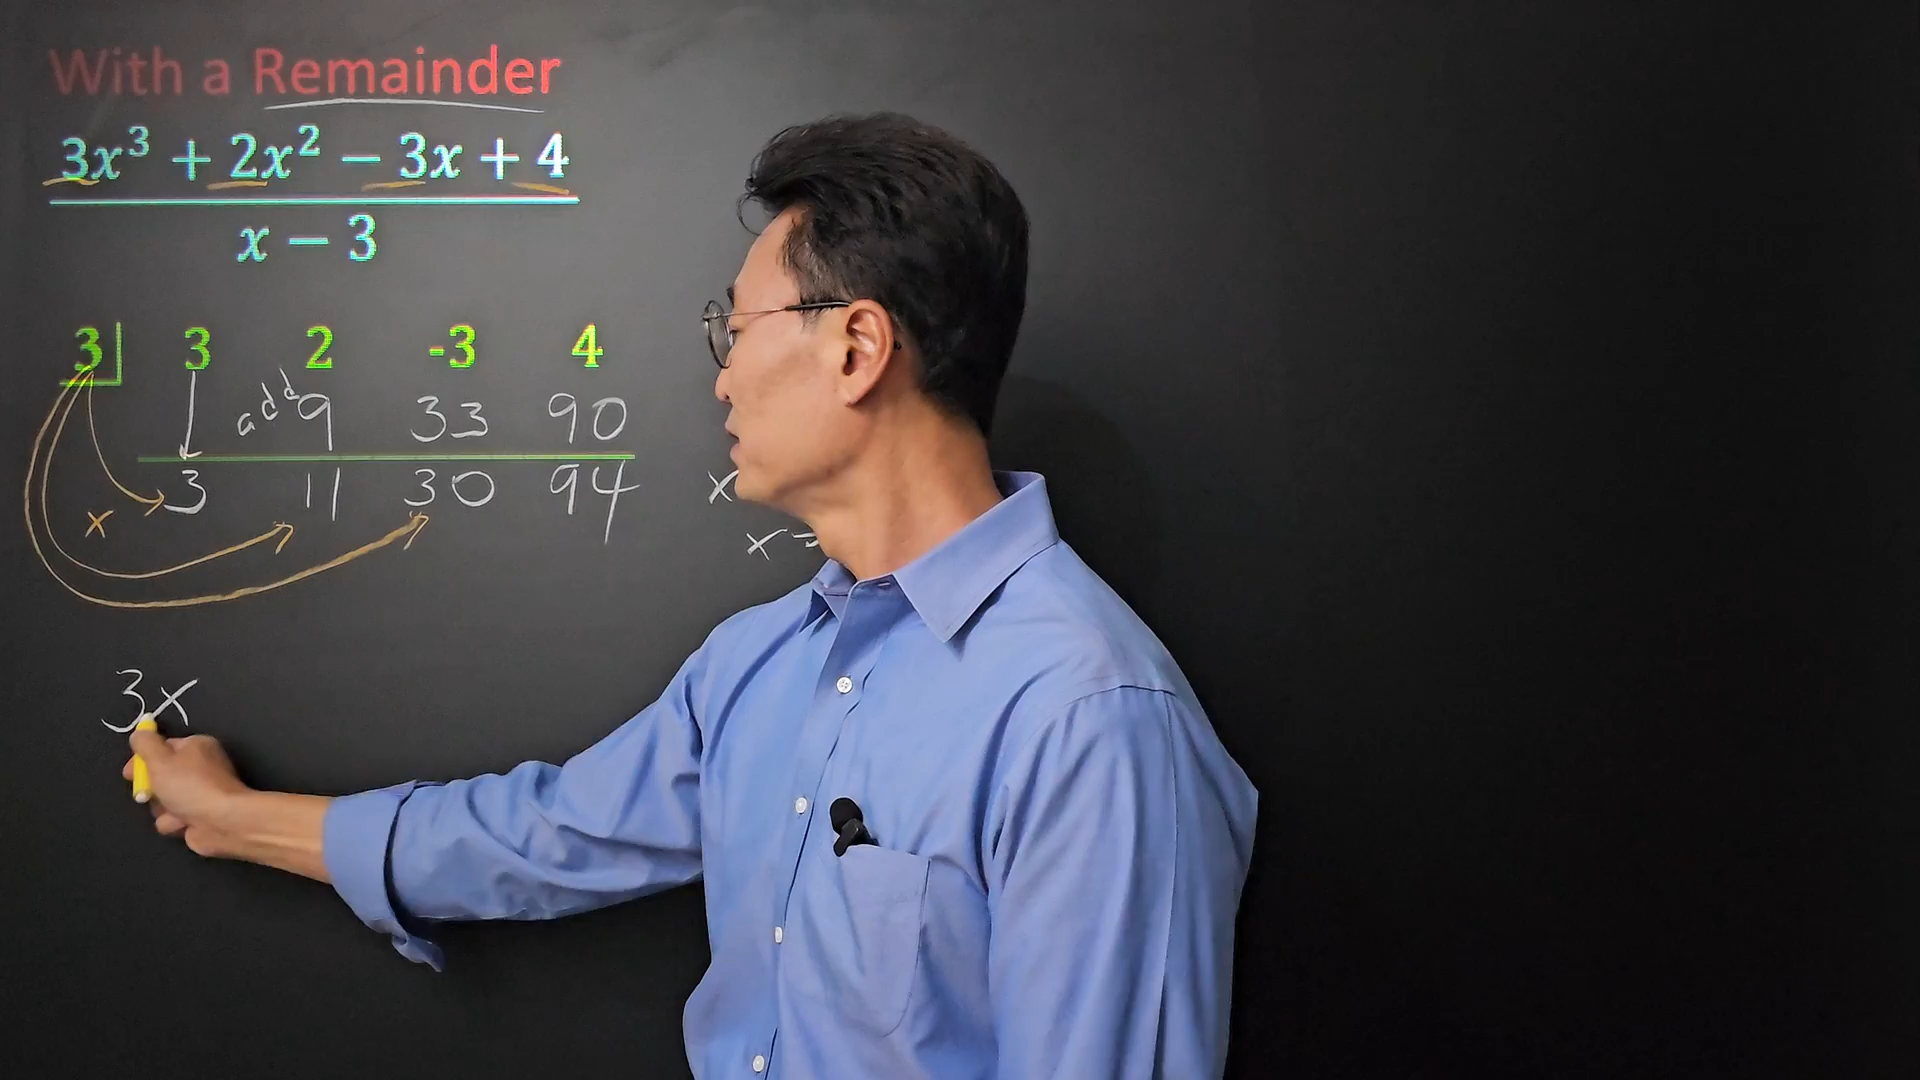 With a Remainder
3x³ + 2x² − 3x + 4
x − 3
3 3 2 -3 4
add 9 33 90
3 11 30 94
x
x
x =
3x